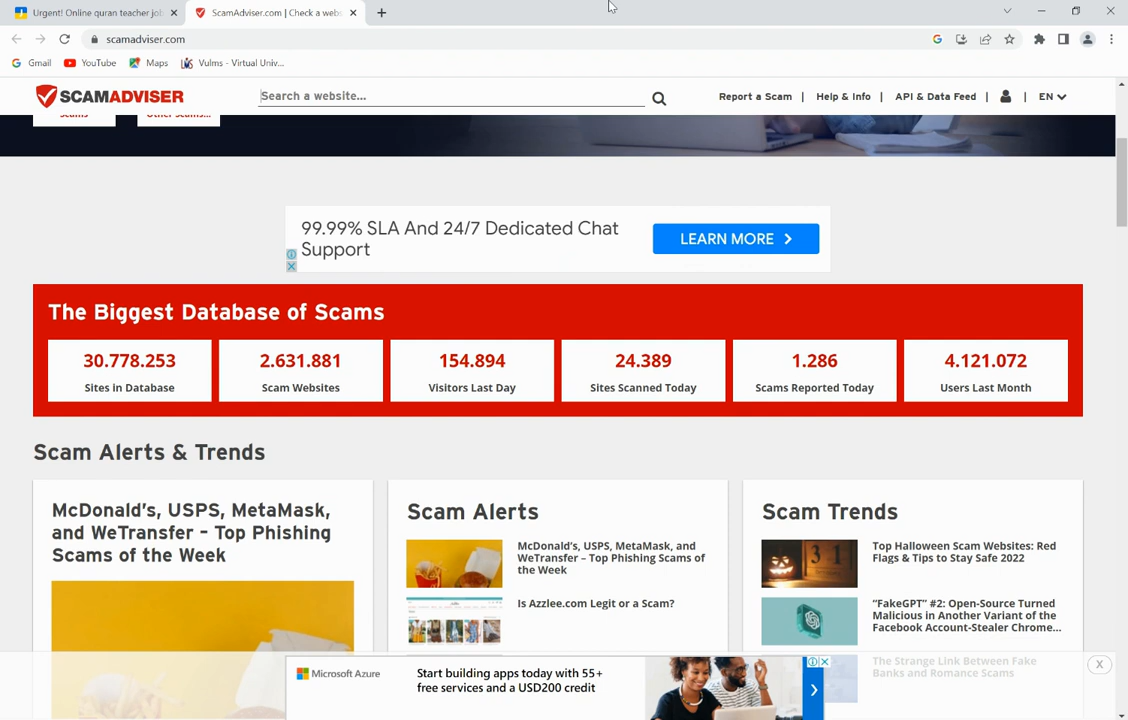 Urgent! Online quran teacher job
ScamAdviser.com | Check a webs
scamadviser.com
Gmail
YouTube
Maps
Vulms - Virtual Univ...
SCAMADVISER
Search a website...
Report a Scam |
Help & Info |
API & Data Feed |
|
EN
Scams
Other scams...
99.99% SLA And 24/7 Dedicated Chat
Support
LEARN MORE
The Biggest Database of Scams
30.778.253
Sites in Database
2.631.881
Scam Websites
154.894
Visitors Last Day
24.389
Sites Scanned Today
1.286
Scams Reported Today
4.121.072
Users Last Month
Scam Alerts & Trends
McDonald's, USPS, MetaMask,
and WeTransfer – Top Phishing
Scams of the Week
Scam Alerts
McDonald's, USPS, MetaMask, and
WeTransfer – Top Phishing Scams of
the Week
Is Azzlee.com Legit or a Scam?
Scam Trends
31
Top Halloween Scam Websites: Red
Flags & Tips to Stay Safe 2022
“FakeGPT” #2: Open-Source Turned
Malicious in Another Variant of the
Facebook Account-Stealer Chrome...
The Strange Link Between Fake
Banks and Romance Scams
X
Microsoft Azure
Start building apps today with 55+
free services and a USD200 credit